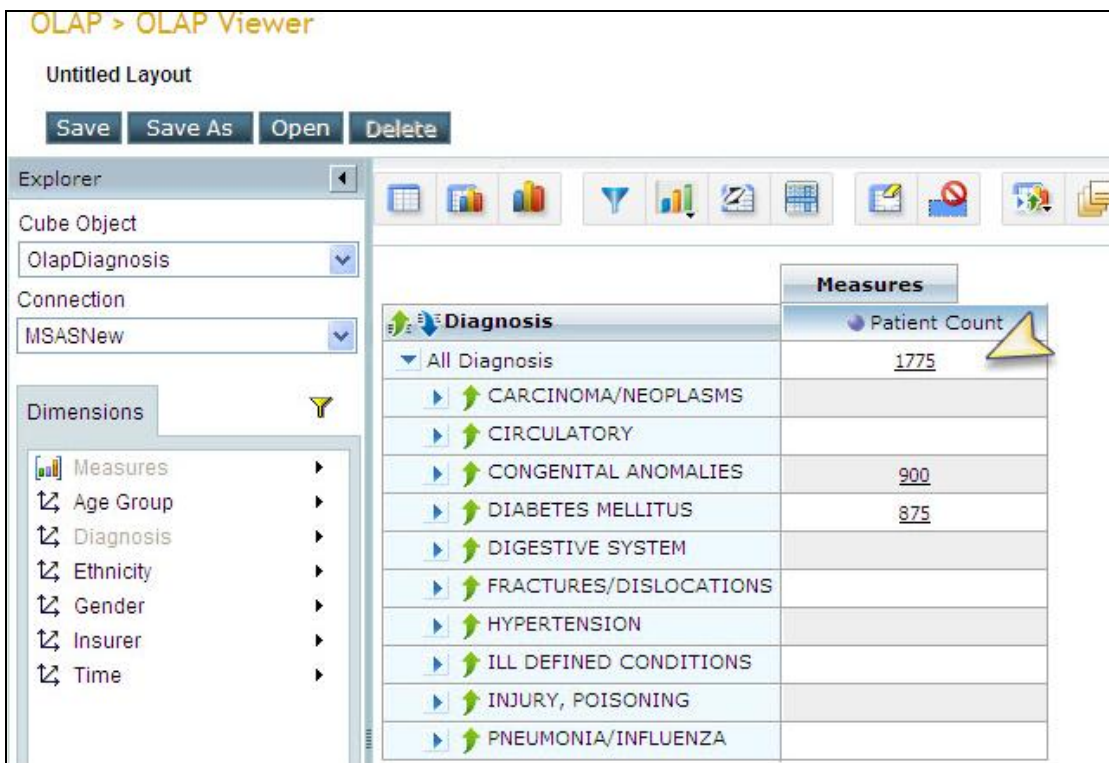 OLAP > OLAP Viewer
Untitled Layout
Save Save As Open Delete
Explorer
Cube Object
OlapDiagnosis
Connection
MSASNew
Dimensions
Measures
Age Group
Diagnosis
Ethnicity
Gender
Insurer
Time
Measures
Diagnosis Patient Count
All Diagnosis 1775
CARCINOMA/NEOPLASMS
CIRCULATORY
CONGENITAL ANOMALIES 900
DIABETES MELLITUS 875
DIGESTIVE SYSTEM
FRACTURES/DISLOCATIONS
HYPERTENSION
ILL DEFINED CONDITIONS
INJURY, POISONING
PNEUMONIA/INFLUENZA